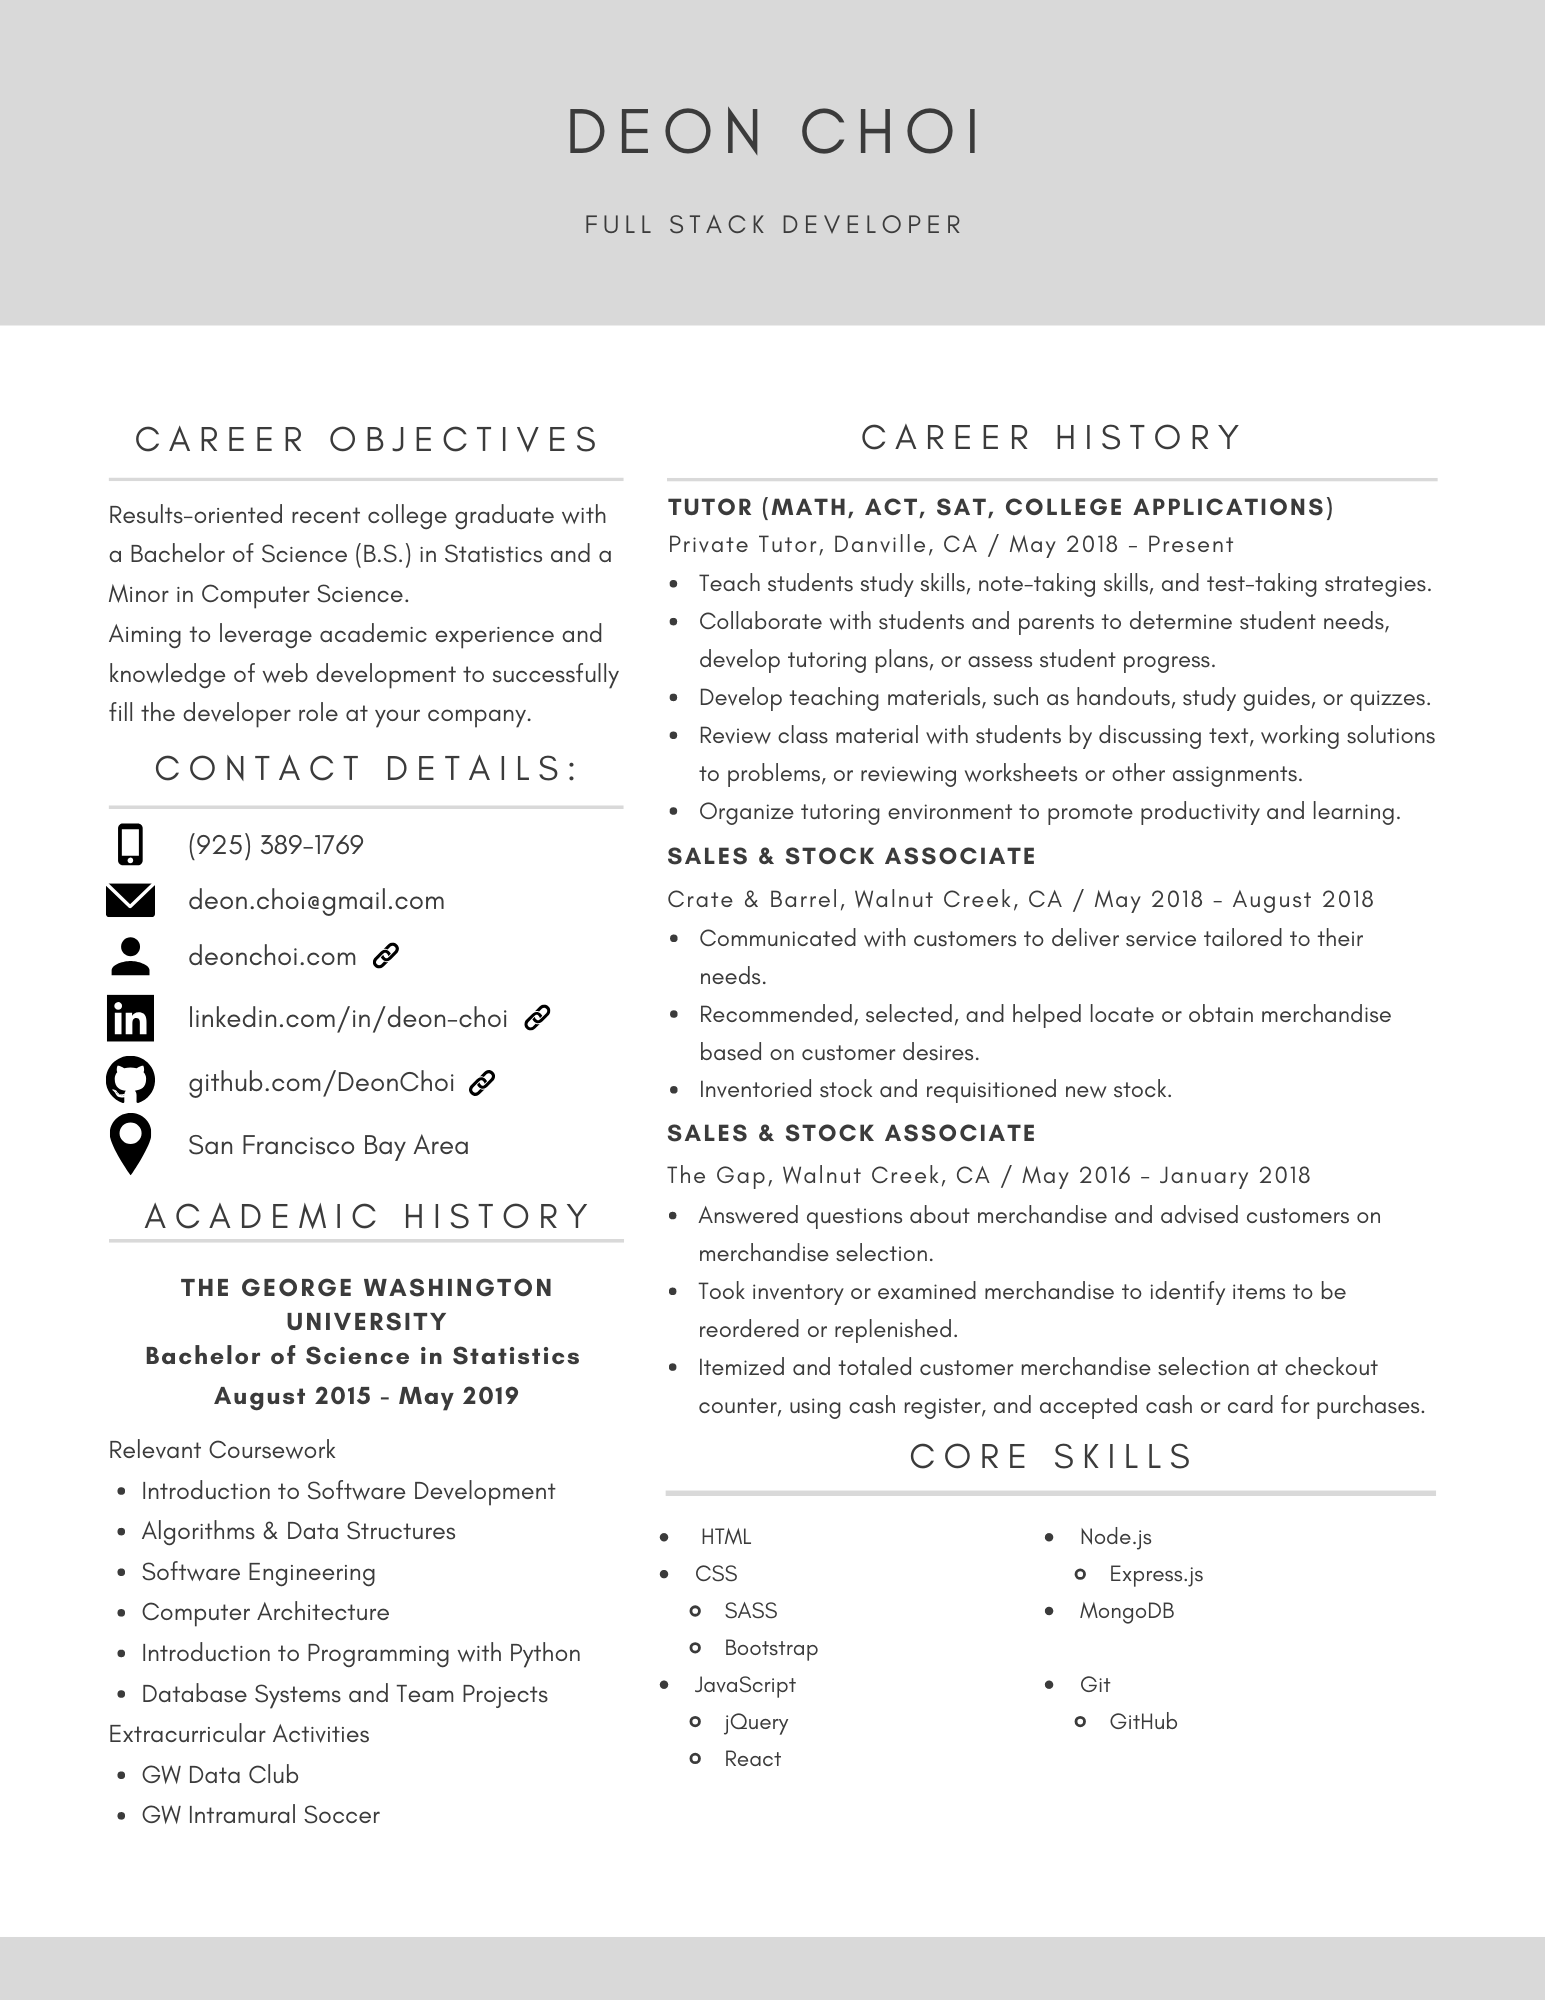 DEON CHOI
FULL STACK DEVELOPER
CAREER OBJECTIVES
Results-oriented recent college graduate with
a Bachelor of Science (B.S.) in Statistics and a
Minor in Computer Science.
Aiming to leverage academic experience and
knowledge of web development to successfully
fill the developer role at your company.
CONTACT DETAILS:
(925) 389-1769
deon.choi@gmail.com
deonchoi.com
linkedin.com/in/deon-choi
github.com/DeonChoi
San Francisco Bay Area
ACADEMIC HISTORY
THE GEORGE WASHINGTON
UNIVERSITY
Bachelor of Science in Statistics
August 2015 - May 2019
Relevant Coursework
• Introduction to Software Development
• Algorithms & Data Structures
• Software Engineering
• Computer Architecture
• Introduction to Programming with Python
• Database Systems and Team Projects
Extracurricular Activities
• GW Data Club
• GW Intramural Soccer
CAREER HISTORY
TUTOR (MATH, ACT, SAT, COLLEGE APPLICATIONS)
Private Tutor, Danville, CA / May 2018 - Present
• Teach students study skills, note-taking skills, and test-taking strategies.
• Collaborate with students and parents to determine student needs,
develop tutoring plans, or assess student progress.
• Develop teaching materials, such as handouts, study guides, or quizzes.
• Review class material with students by discussing text, working solutions
to problems, or reviewing worksheets or other assignments.
• Organize tutoring environment to promote productivity and learning.
SALES & STOCK ASSOCIATE
Crate & Barrel, Walnut Creek, CA / May 2018 - August 2018
• Communicated with customers to deliver service tailored to their
needs.
• Recommended, selected, and helped locate or obtain merchandise
based on customer desires.
• Inventoried stock and requisitioned new stock.
SALES & STOCK ASSOCIATE
The Gap, Walnut Creek, CA / May 2016 - January 2018
• Answered questions about merchandise and advised customers on
merchandise selection.
• Took inventory or examined merchandise to identify items to be
reordered or replenished.
• Itemized and totaled customer merchandise selection at checkout
counter, using cash register, and accepted cash or card for purchases.
CORE SKILLS
• HTML
• CSS
○ SASS
○ Bootstrap
• JavaScript
○ jQuery
○ React
• Node.js
○ Express.js
• MongoDB
• Git
○ GitHub